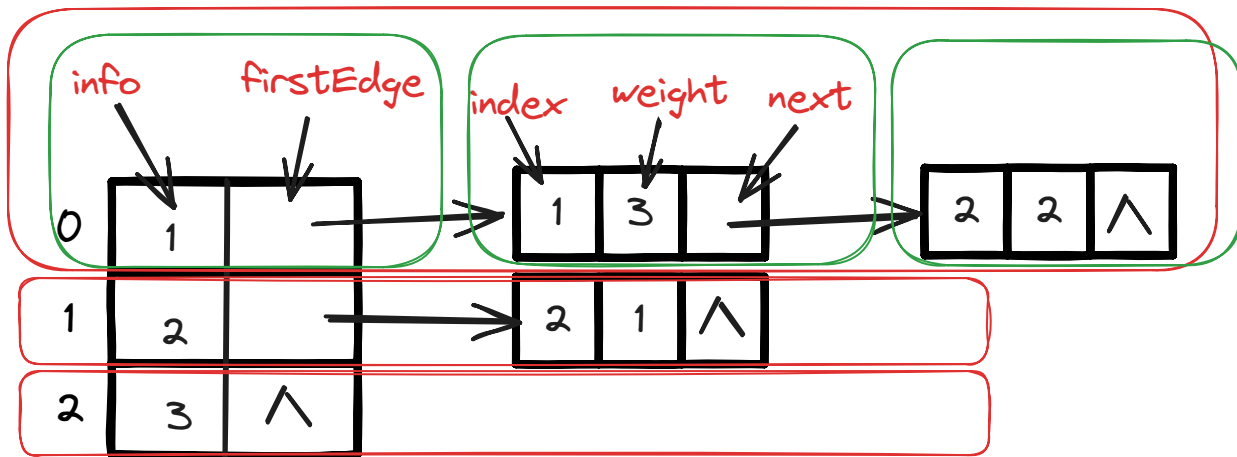 info firstEdge index weight next
0 1 1 3 2 2 ∧
1 2 2 1 ∧
2 3 ∧